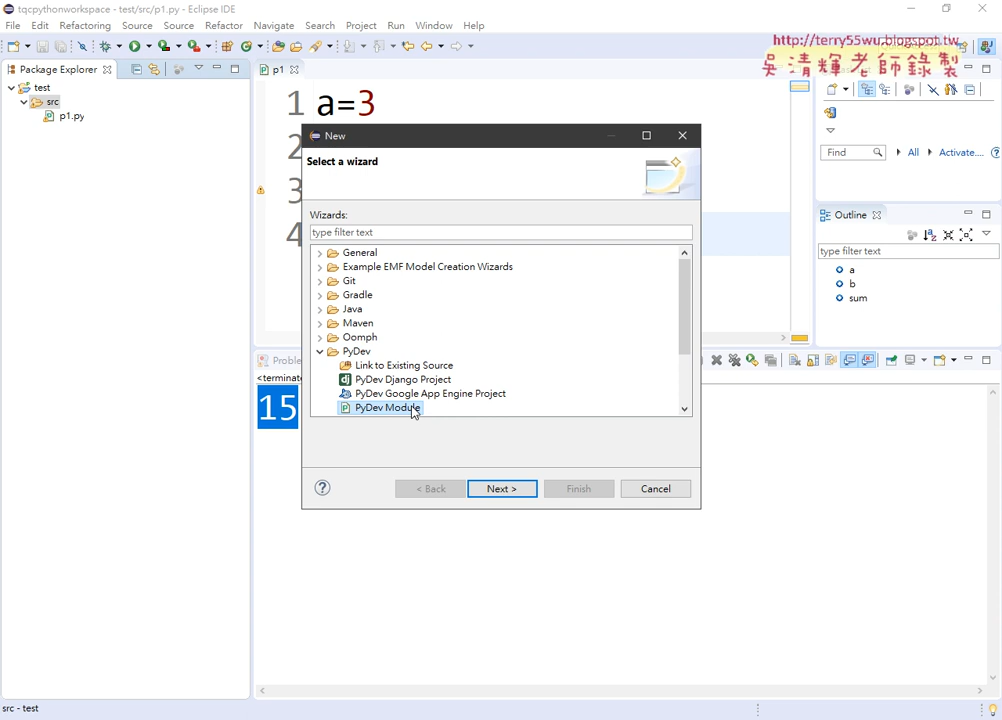 tqcpythonworkspace - test/src/p1.py - Eclipse IDE
File Edit Refactoring Source Source Refactor Navigate Search Project Run Window Help
http://terry55wu.blogspot.tw
吳清輝老師錄製
Package Explorer
p1
test
src
p1.py
1 a=3
2
3
4
New
Select a wizard
Wizards:
type filter text
General
Example EMF Model Creation Wizards
Git
Gradle
Java
Maven
Oomph
PyDev
Link to Existing Source
PyDev Django Project
PyDev Google App Engine Project
PyDev Module
< Back Next > Finish Cancel
Find All Activate...
Outline
type filter text
a
b
sum
Proble
<terminate
15
src - test